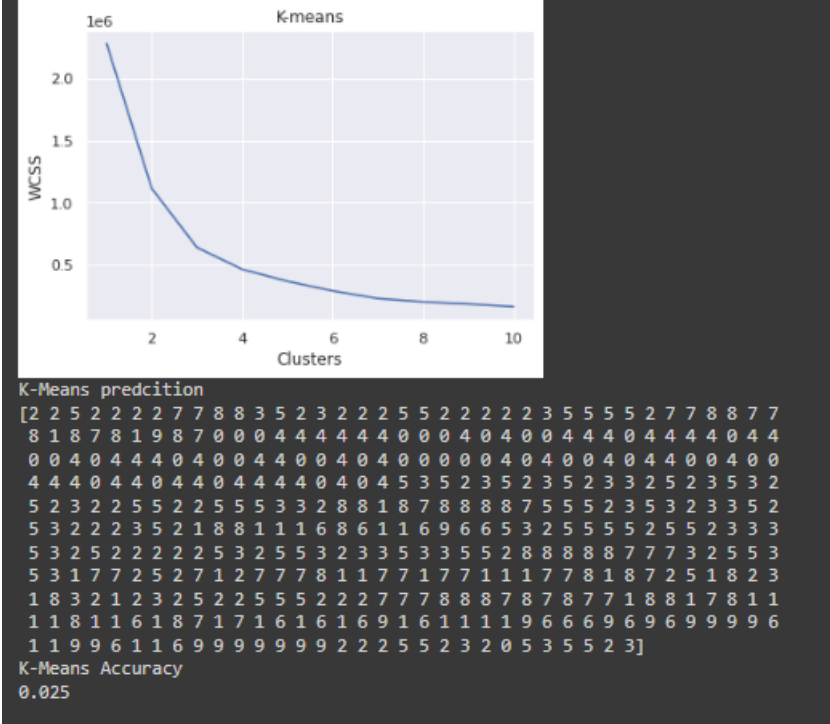 1e6
K-means
2.0
1.5
1.0
0.5
WCSS
2 4 6 8 10
Clusters
K-Means predcition
[2 2 5 2 2 2 2 7 7 8 8 3 5 2 3 2 2 2 5 5 2 2 2 2 2 3 5 5 5 5 2 7 7 8 8 7 7
8 1 8 7 8 1 9 8 7 0 0 0 4 4 4 4 4 4 0 0 0 4 0 4 0 0 4 4 4 0 4 4 4 0 4 4
0 0 4 0 4 4 4 0 4 0 0 4 4 0 0 4 0 4 0 0 0 0 0 4 0 4 0 0 4 0 4 4 0 0 4 0 0
4 4 4 0 4 4 0 4 4 0 4 4 4 4 0 4 0 4 5 3 5 2 3 5 2 3 5 2 3 3 2 5 3 5 3 2
5 2 3 2 2 5 5 2 2 5 5 5 3 3 2 8 8 1 8 7 8 8 8 8 7 5 5 5 2 3 5 3 2 3 3 5 2
5 3 2 2 2 3 5 2 1 8 8 1 1 1 6 8 6 1 1 6 9 6 6 5 3 2 5 5 5 5 2 5 5 2 3 3 3
5 3 2 5 2 2 2 2 2 5 3 2 5 5 3 2 3 3 5 3 3 5 5 2 8 8 8 8 8 7 7 7 3 2 5 5 3
5 3 1 7 7 2 5 2 7 1 2 7 7 7 8 1 1 7 7 1 7 7 1 1 1 7 7 8 1 8 7 2 5 1 8 2 3
1 8 3 2 1 2 3 2 5 2 2 5 5 5 2 2 7 7 7 8 8 8 7 8 7 8 7 7 1 8 8 1 7 8 1 1
1 1 8 1 1 6 1 8 7 1 7 1 6 1 6 1 6 9 1 6 1 1 1 1 9 6 6 6 9 6 9 6 9 9 9 9 6
1 1 9 9 6 1 1 6 9 9 9 9 9 9 9 2 2 2 5 5 2 3 2 0 5 3 5 5 2 3]
K-Means Accuracy
0.025